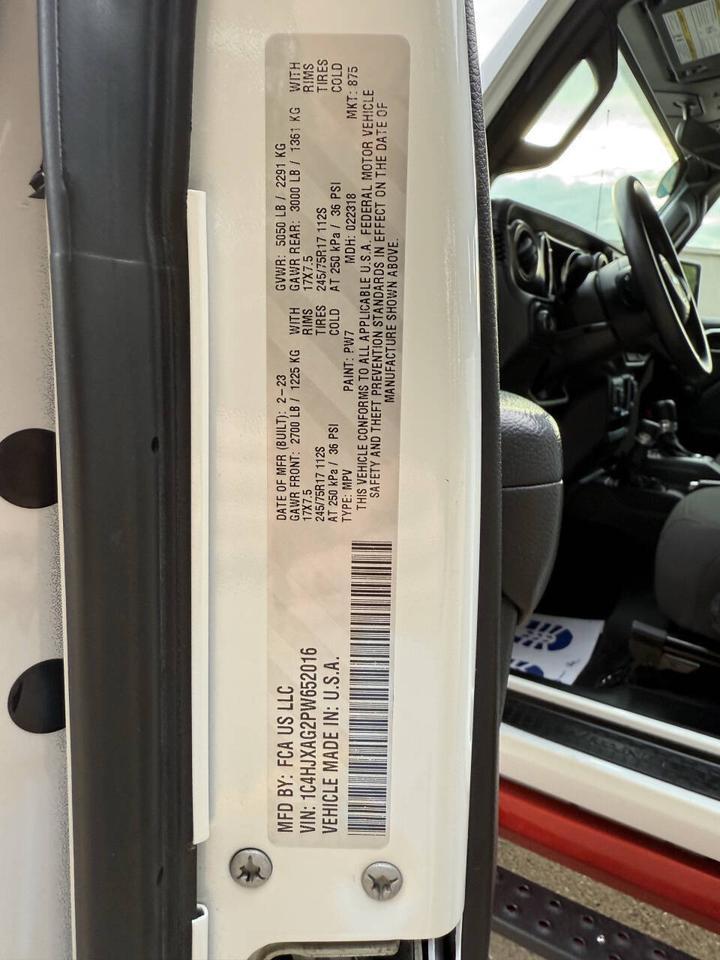 MFD BY: FCA US LLC
VIN: 1C4HJXAG2PW652016
VEHICLE MADE IN: U.S.A.
DATE OF MFR (BUILT): 2-23 GVWR: 5050 LB / 2291 KG
GAWR FRONT: 2700 LB / 1225 KG WITH GAWR REAR: 3000 LB / 1361 KG WITH
17X7.5 RIMS 17X7.5 RIMS
245/75R17 112S TIRES 245/75R17 112S TIRES
AT 250 kPa / 36 PSI COLD AT 250 kPa / 36 PSI COLD
TYPE: MPV PAINT: PW7 MDH: 022318 MKT: 875
THIS VEHICLE CONFORMS TO ALL APPLICABLE U.S.A. FEDERAL MOTOR VEHICLE
SAFETY AND THEFT PREVENTION STANDARDS IN EFFECT ON THE DATE OF
MANUFACTURE SHOWN ABOVE.